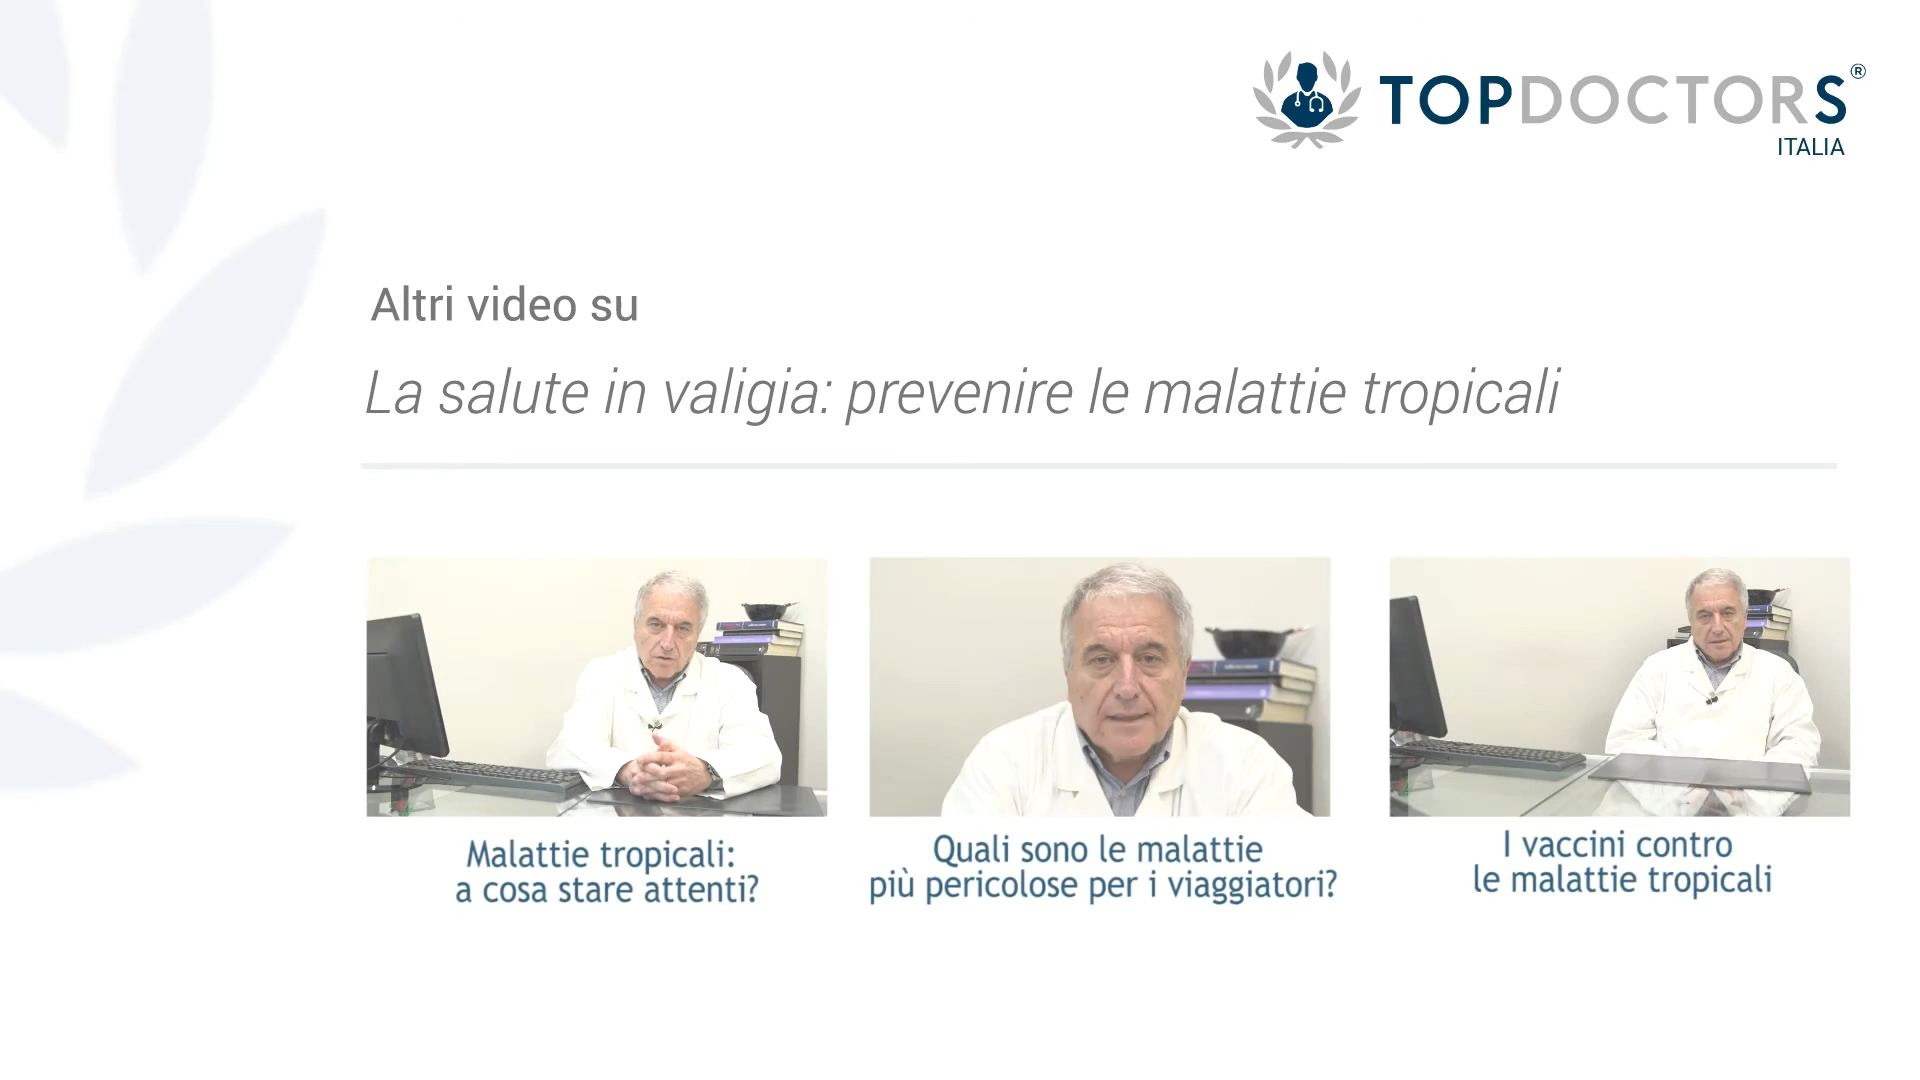 TOPDOCTORS®
ITALIA
Altri video su
La salute in valigia: prevenire le malattie tropicali
Malattie tropicali:
a cosa stare attenti?
Quali sono le malattie
più pericolose per i viaggiatori?
I vaccini contro
le malattie tropicali